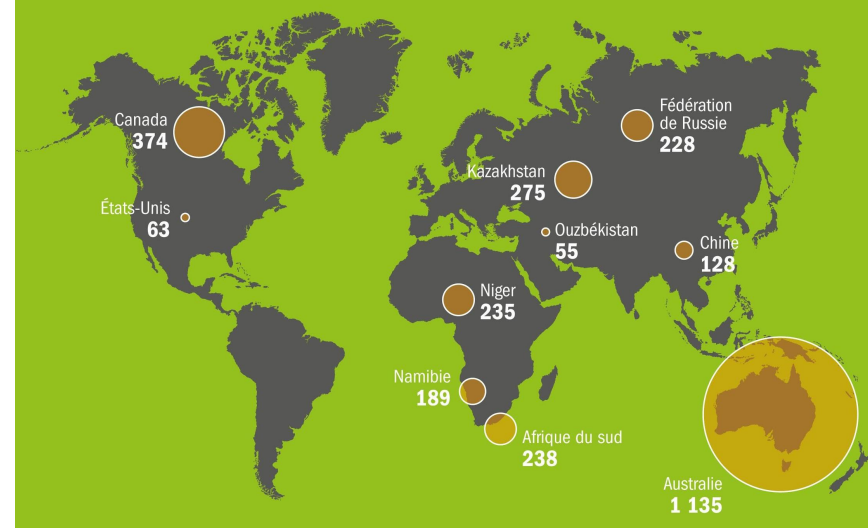 Canada
374
États-Unis
63
Fédération
de Russie
228
Kazakhstan
275
Ouzbékistan
55
Chine
128
Niger
235
Namibie
189
Afrique du sud
238
Australie
1 135